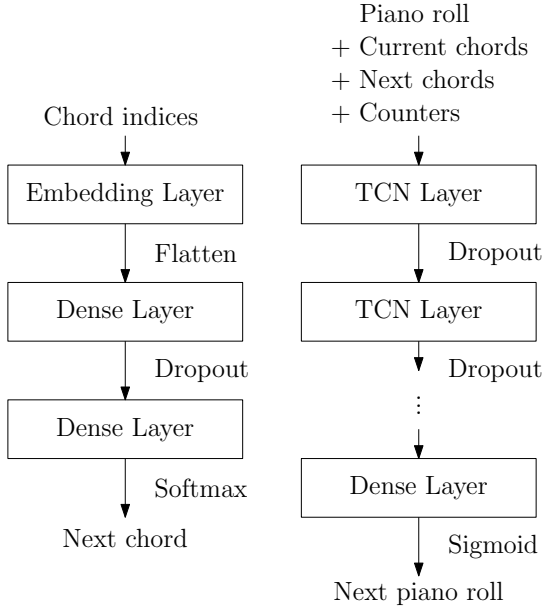 Chord indices
Embedding Layer
Flatten
Dense Layer
Dropout
Dense Layer
Softmax
Next chord
Piano roll
+ Current chords
+ Next chords
+ Counters
TCN Layer
Dropout
TCN Layer
Dropout
⋮
Dense Layer
Sigmoid
Next piano roll